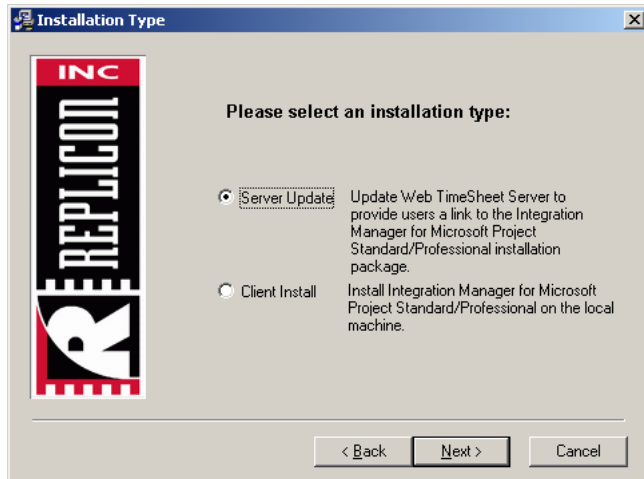 Installation Type
INC
REPLICON
R
Please select an installation type:
Server Update
Update Web TimeSheet Server to
provide users a link to the Integration
Manager for Microsoft Project
Standard/Professional installation
package.
Client Install
Install Integration Manager for Microsoft
Project Standard/Professional on the local
machine.
< Back
Next >
Cancel